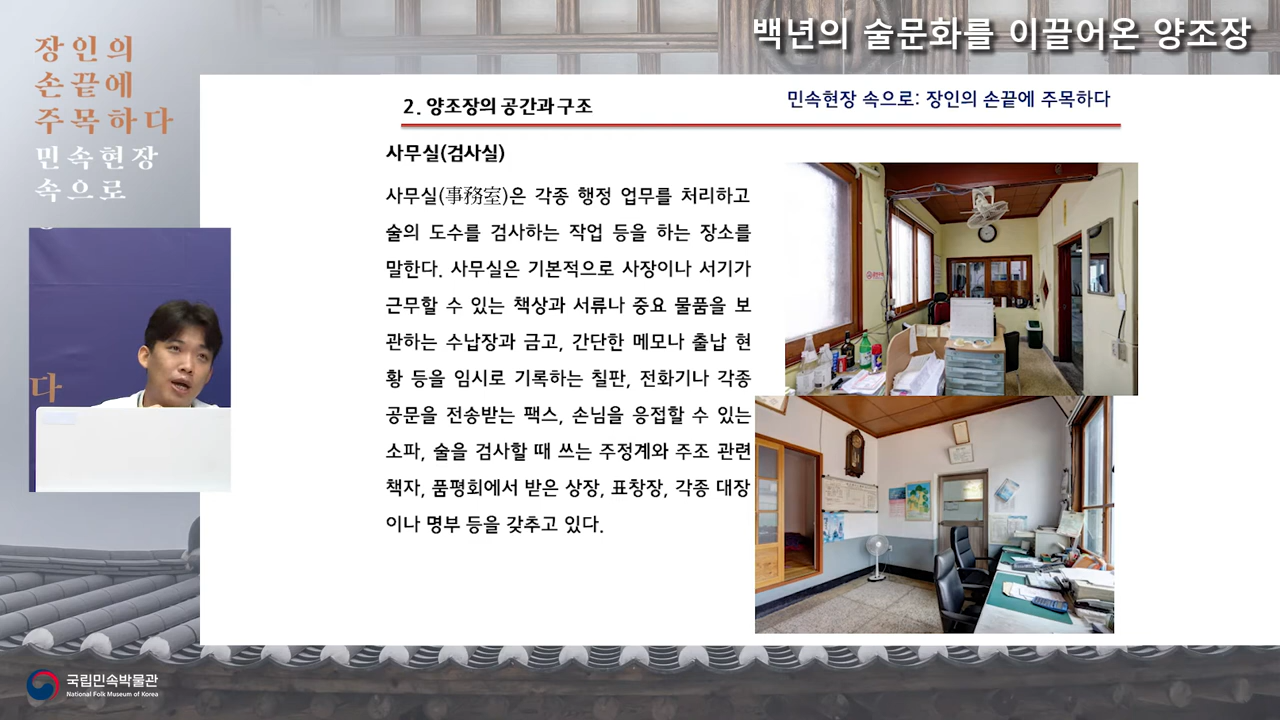 백년의 술문화를 이끌어온 양조장
장인의
손끝에
주목하다
민속현장
속으로
2. 양조장의 공간과 구조
민속현장 속으로: 장인의 손끝에 주목하다
사무실(검사실)
사무실(事務室)은 각종 행정 업무를 처리하고
술의 도수를 검사하는 작업 등을 하는 장소를
말한다. 사무실은 기본적으로 사장이나 서기가
근무할 수 있는 책상과 서류나 중요 물품을 보
관하는 수납장과 금고, 간단한 메모나 출납 현
황 등을 임시로 기록하는 칠판, 전화기나 각종
공문을 전송받는 팩스, 손님을 응접할 수 있는
소파, 술을 검사할 때 쓰는 주정계와 주조 관련
책자, 품평회에서 받은 상장, 표창장, 각종 대장
이나 명부 등을 갖추고 있다.
다
국립민속박물관
National Folk Museum of Korea